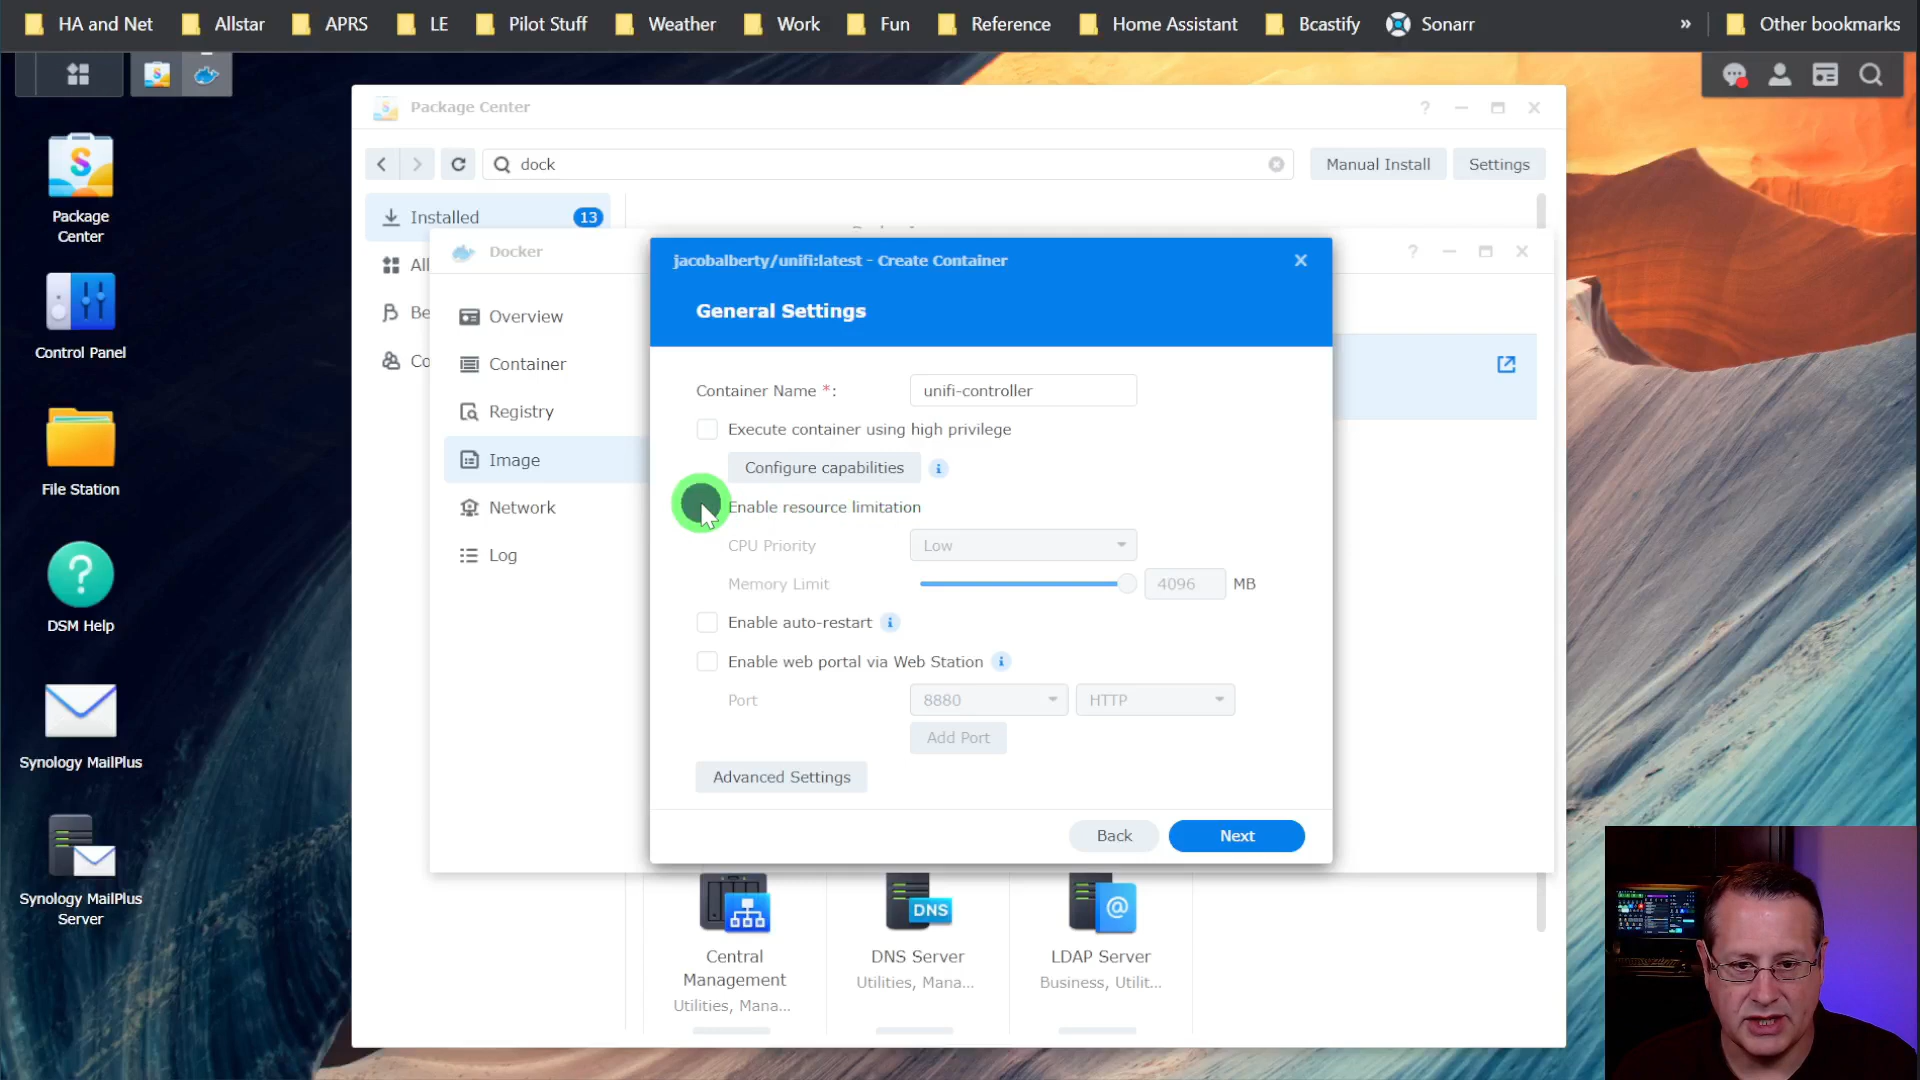 HA and Net
Allstar
APRS
LE
Pilot Stuff
Weather
Work
Fun
Reference
Home Assistant
Bcastify
Sonarr
»
Other bookmarks
Package Center
dock
Manual Install
Settings
Installed
13
All
Be
Co
Docker
Overview
Container
Registry
Image
Network
Log
jacobalberty/unifi:latest - Create Container
General Settings
Container Name *:
unifi-controller
Execute container using high privilege
Configure capabilities
Enable resource limitation
CPU Priority
Low
Memory Limit
4096
MB
Enable auto-restart
Enable web portal via Web Station
Port
8880
HTTP
Add Port
Advanced Settings
Back
Next
Package
Center
Control Panel
File Station
DSM Help
Synology MailPlus
Synology MailPlus
Server
DNS
@
Central
Management
Utilities, Mana...
DNS Server
Utilities, Mana...
LDAP Server
Business, Utilit...